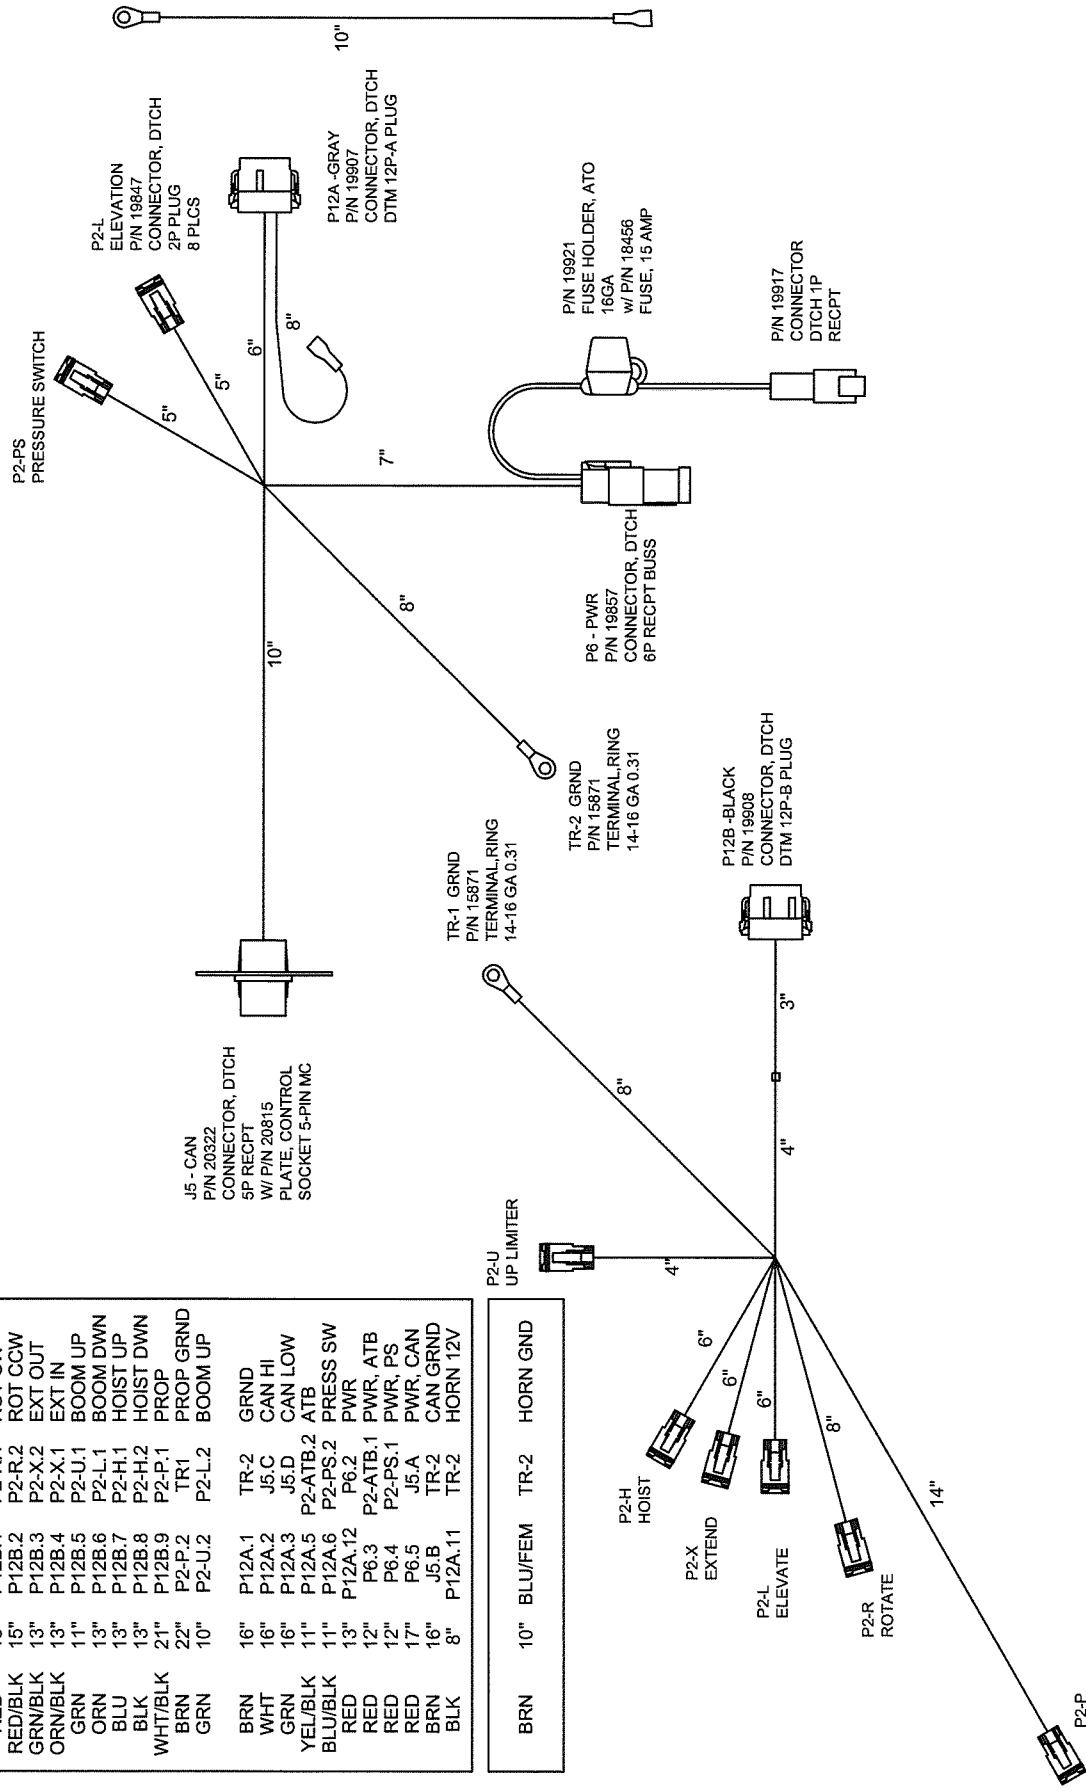 RED/BLK 15" P12B.2 P2-R.2 ROT CCW
GRN/BLK 13" P12B.3 P2-X.2 EXT OUT
ORN/BLK 13" P12B.4 P2-X.1 EXT IN
GRN 11" P12B.5 P2-U.1 BOOM UP
ORN 13" P12B.6 P2-L.1 BOOM DWN
BLU 13" P12B.7 P2-H.1 HOIST UP
BLK 13" P12B.8 P2-H.2 HOIST DWN
WHT/BLK 21" P12B.9 P2-P.1 PROP
BRN 22" P2-P.2 TR1 PROP GRND
GRN 10" P2-U.2 P2-L.2 BOOM UP
BRN 16" P12A.1 TR-2 GRND
WHT 16" P12A.2 J5.C CAN HI
GRN 16" P12A.3 J5.D CAN LOW
YEL/BLK 11" P12A.5 P2-ATB.2 ATB
BLU/BLK 11" P12A.6 P2-PS.2 PRESS SW
RED 13" P12A.12 P6.2 PWR
RED 12" P6.3 P2-ATB.1 PWR, ATB
RED 12" P6.4 P2-PS.1 PWR, PS
RED 17" P6.5 J5.A PWR, CAN
BRN 16" J5.B TR-2 CAN GRND
BLK 8" P12A.11 TR-2 HORN 12V
BRN 10" BLU/FEM TR-2 HORN GND
J5 - CAN
P/N 20322
CONNECTOR, DTCH
5P RECPT
W/ P/N 20815
PLATE, CONTROL
SOCKET 5-PIN MC
10"
P2-PS
PRESSURE SWITCH
5"
P2-L
ELEVATION
P/N 19847
CONNECTOR, DTCH
2P PLUG
8 PLCS
5"
6"
8"
P12A -GRAY
P/N 19907
CONNECTOR, DTCH
DTM 12P-A PLUG
10"
7"
8"
P/N 19921
FUSE HOLDER, ATO
16GA
w/ P/N 18456
FUSE, 15 AMP
P/N 19917
CONNECTOR
DTCH 1P
RECPT
P6 - PWR
P/N 19857
CONNECTOR, DTCH
6P RECPT BUSS
TR-2 GRND
P/N 15871
TERMINAL,RING
14-16 GA 0.31
TR-1 GRND
P/N 15871
TERMINAL,RING
14-16 GA 0.31
8"
P12B -BLACK
P/N 19908
CONNECTOR, DTCH
DTM 12P-B PLUG
3"
4"
P2-U
UP LIMITER
4"
P2-H
HOIST
6"
P2-X
EXTEND
6"
P2-L
ELEVATE
6"
P2-R
ROTATE
8"
14"
P2-P